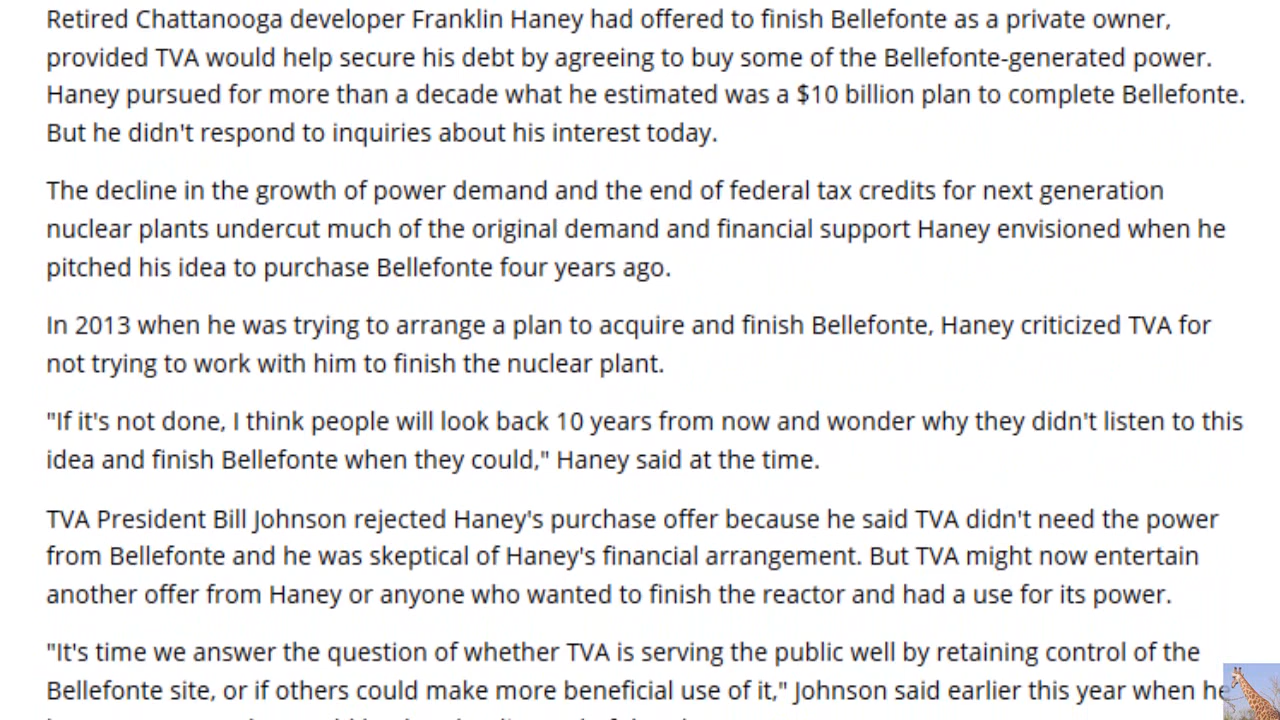 Retired Chattanooga developer Franklin Haney had offered to finish Bellefonte as a private owner,
provided TVA would help secure his debt by agreeing to buy some of the Bellefonte-generated power.
Haney pursued for more than a decade what he estimated was a $10 billion plan to complete Bellefonte.
But he didn't respond to inquiries about his interest today.
The decline in the growth of power demand and the end of federal tax credits for next generation
nuclear plants undercut much of the original demand and financial support Haney envisioned when he
pitched his idea to purchase Bellefonte four years ago.
In 2013 when he was trying to arrange a plan to acquire and finish Bellefonte, Haney criticized TVA for
not trying to work with him to finish the nuclear plant.
"If it's not done, I think people will look back 10 years from now and wonder why they didn't listen to this
idea and finish Bellefonte when they could," Haney said at the time.
TVA President Bill Johnson rejected Haney's purchase offer because he said TVA didn't need the power
from Bellefonte and he was skeptical of Haney's financial arrangement. But TVA might now entertain
another offer from Haney or anyone who wanted to finish the reactor and had a use for its power.
"It's time we answer the question of whether TVA is serving the public well by retaining control of the
Bellefonte site, or if others could make more beneficial use of it," Johnson said earlier this year when he